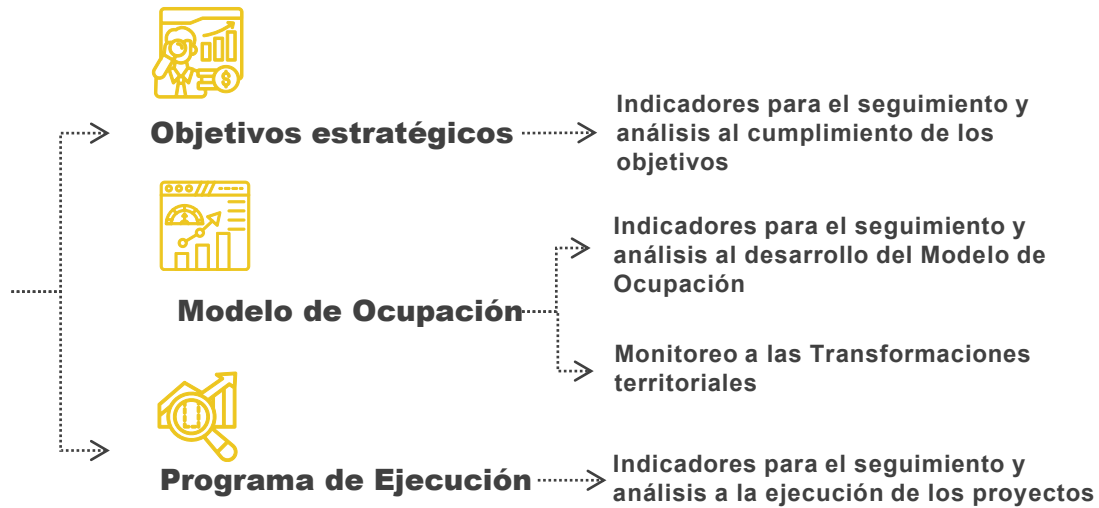 Objetivos estratégicos
Indicadores para el seguimiento y
análisis al cumplimiento de los
objetivos
Modelo de Ocupación
Indicadores para el seguimiento y
análisis al desarrollo del Modelo de
Ocupación
Monitoreo a las Transformaciones
territoriales
Programa de Ejecución
Indicadores para el seguimiento y
análisis a la ejecución de los proyectos